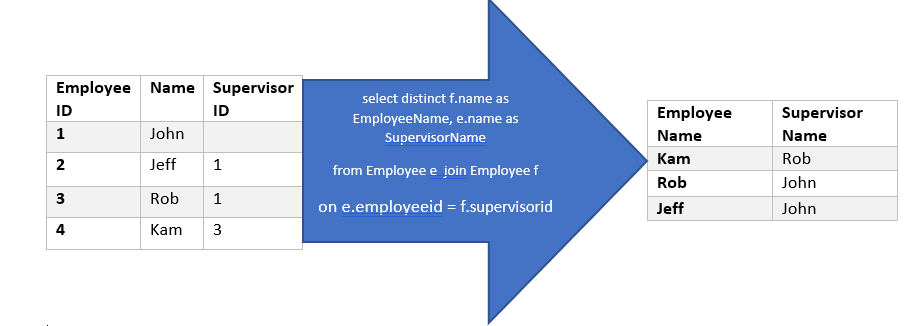 Employee ID Name Supervisor ID
1 John
2 Jeff 1
3 Rob 1
4 Kam 3
select distinct f.name as
EmployeeName, e.name as
SupervisorName
from Employee e join Employee f
on e.employeeid = f.supervisorid
Employee Name Supervisor Name
Kam Rob
Rob John
Jeff John